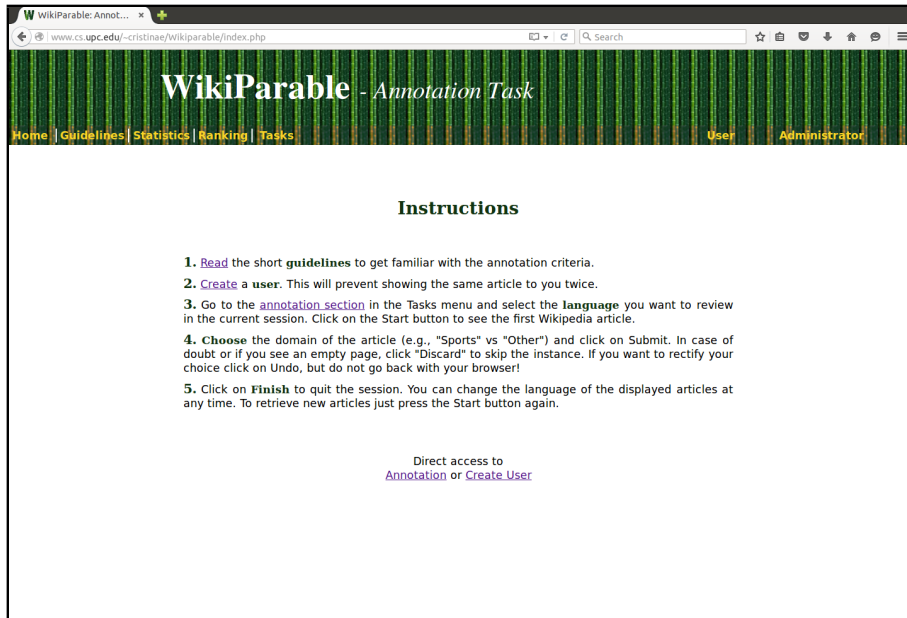 WikiParable: Annot...
www.cs.upc.edu/~cristinae/Wikiparable/index.php
Search
WikiParable - Annotation Task
Home | Guidelines | Statistics | Ranking | Tasks User Administrator
Instructions
1. Read the short guidelines to get familiar with the annotation criteria.
2. Create a user. This will prevent showing the same article to you twice.
3. Go to the annotation section in the Tasks menu and select the language you want to review
in the current session. Click on the Start button to see the first Wikipedia article.
4. Choose the domain of the article (e.g., "Sports" vs "Other") and click on Submit. In case of
doubt or if you see an empty page, click "Discard" to skip the instance. If you want to rectify your
choice click on Undo, but do not go back with your browser!
5. Click on Finish to quit the session. You can change the language of the displayed articles at
any time. To retrieve new articles just press the Start button again.
Direct access to
Annotation or Create User